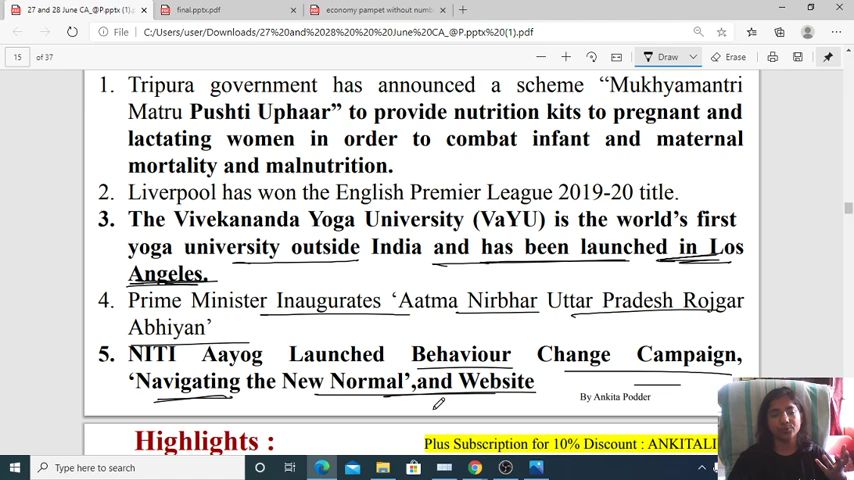 27 and 28 June CA_@P.pptx (1).p
final.pptx.pdf
economy pampet without numb
File
C:/Users/user/Downloads/27%20and%2028%20%20%20June%20CA_@P.pptx%20(1).pdf
15 of 37
Draw
Erase
1. Tripura government has announced a scheme “Mukhyamantri
Matru Pushti Uphaar” to provide nutrition kits to pregnant and
lactating women in order to combat infant and maternal
mortality and malnutrition.
2. Liverpool has won the English Premier League 2019-20 title.
3. The Vivekananda Yoga University (VaYU) is the world’s first
yoga university outside India and has been launched in Los
Angeles.
4. Prime Minister Inaugurates ‘Aatma Nirbhar Uttar Pradesh Rojgar
Abhiyan’
5. NITI Aayog Launched Behaviour Change Campaign,
‘Navigating the New Normal’,and Website
By Ankita Podder
Highlights :
Plus Subscription for 10% Discount : ANKITALI
Type here to search